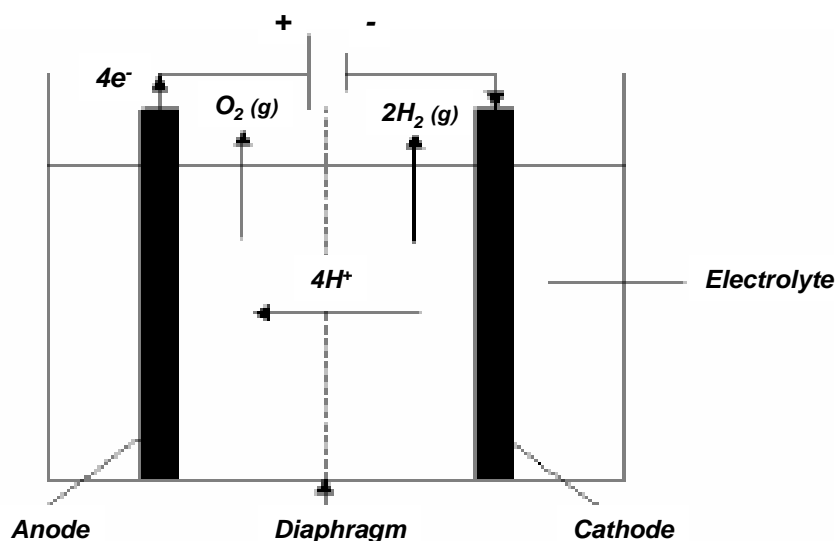 + -
4e⁻
O₂ (g) 2H₂ (g)
4H⁺
Electrolyte
Anode Diaphragm Cathode